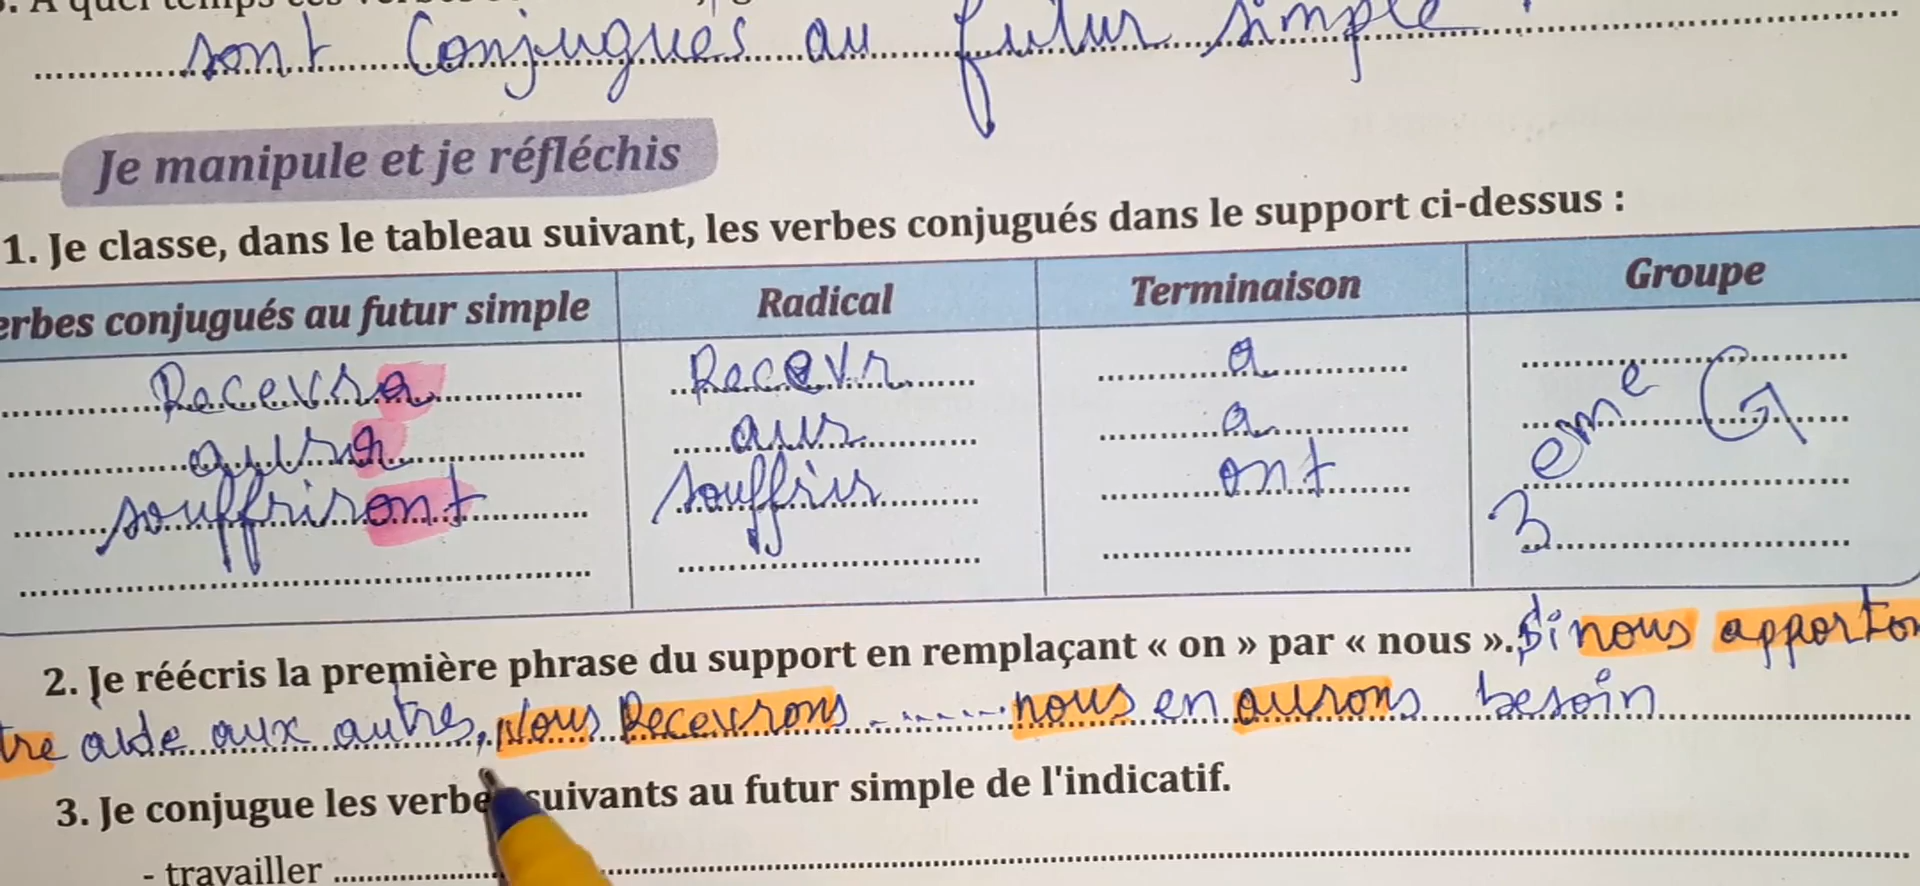 sont Conjugués au futur simple
Je manipule et je réfléchis
1. Je classe, dans le tableau suivant, les verbes conjugués dans le support ci-dessus :
erbes conjugués au futur simple Radical Terminaison Groupe
Recevra Recevr a
aura aur a
souffriront souffrir ont
3 eme G
2. Je réécris la première phrase du support en remplaçant « on » par « nous ». Si nous apporton
tre aide aux autres, Nous Recevrons ........ nous en aurons besoin
3. Je conjugue les verbe suivants au futur simple de l'indicatif.
- travailler